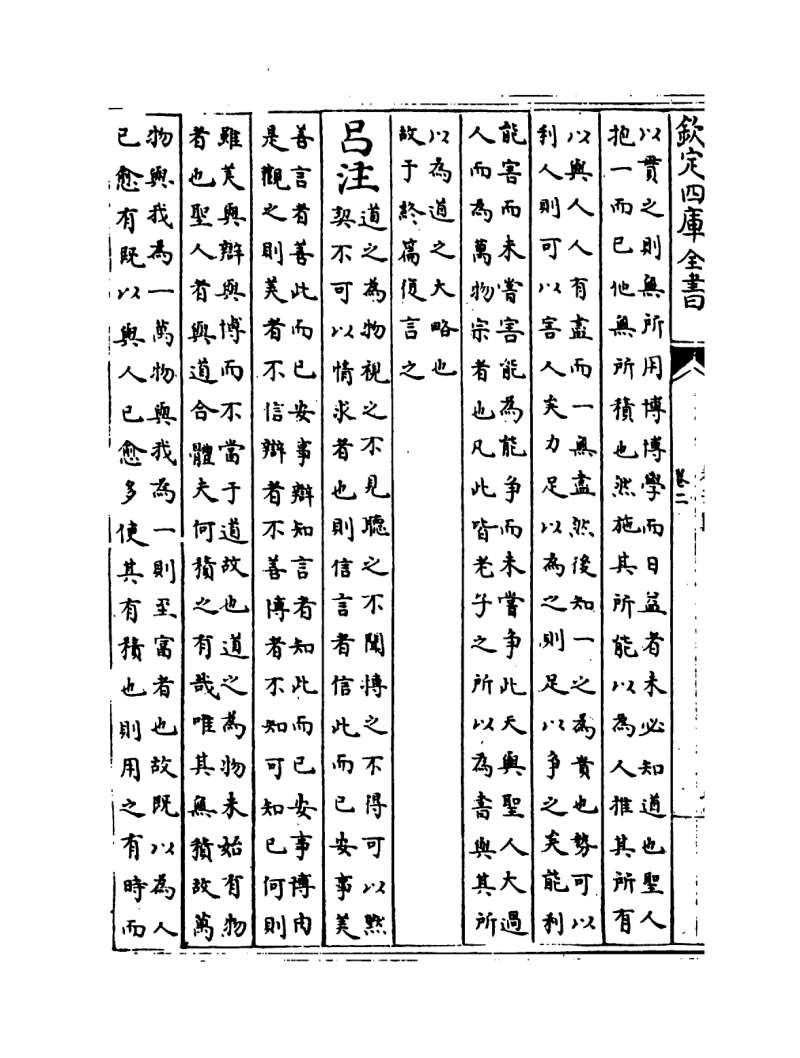 欽定四庫全書
卷二
以貫之則無所用博博學而日益者未必知道也聖人
抱一而已他無所積也然施其所能以為人推其所有
以與人人有盡而一無盡然後知一之為貴也勢可以
利人則可以害人矣力足以為之則足以争之矣能利
能害而未嘗害能為能争而未嘗争此天與聖人大過
人而為萬物宗者也凡此皆老子之所以為書與其所
以為道之大略也
故于終篇復言之
吕注
道之為物視之不見聽之不聞搏之不得可以黙
契不可以情求者也則信言者信此而已安事美
善言者善此而已安事辯知言者知此而已安事博由
是觀之則美者不信辯者不善博者不知可知已何則
雖美與辯與博而不當于道故也道之為物未始有物
者也聖人者與道合體夫何積之有哉唯其無積故萬
物與我為一萬物與我為一則至富者也故既以為人
已愈有既以與人已愈多使其有積也則用之有時而